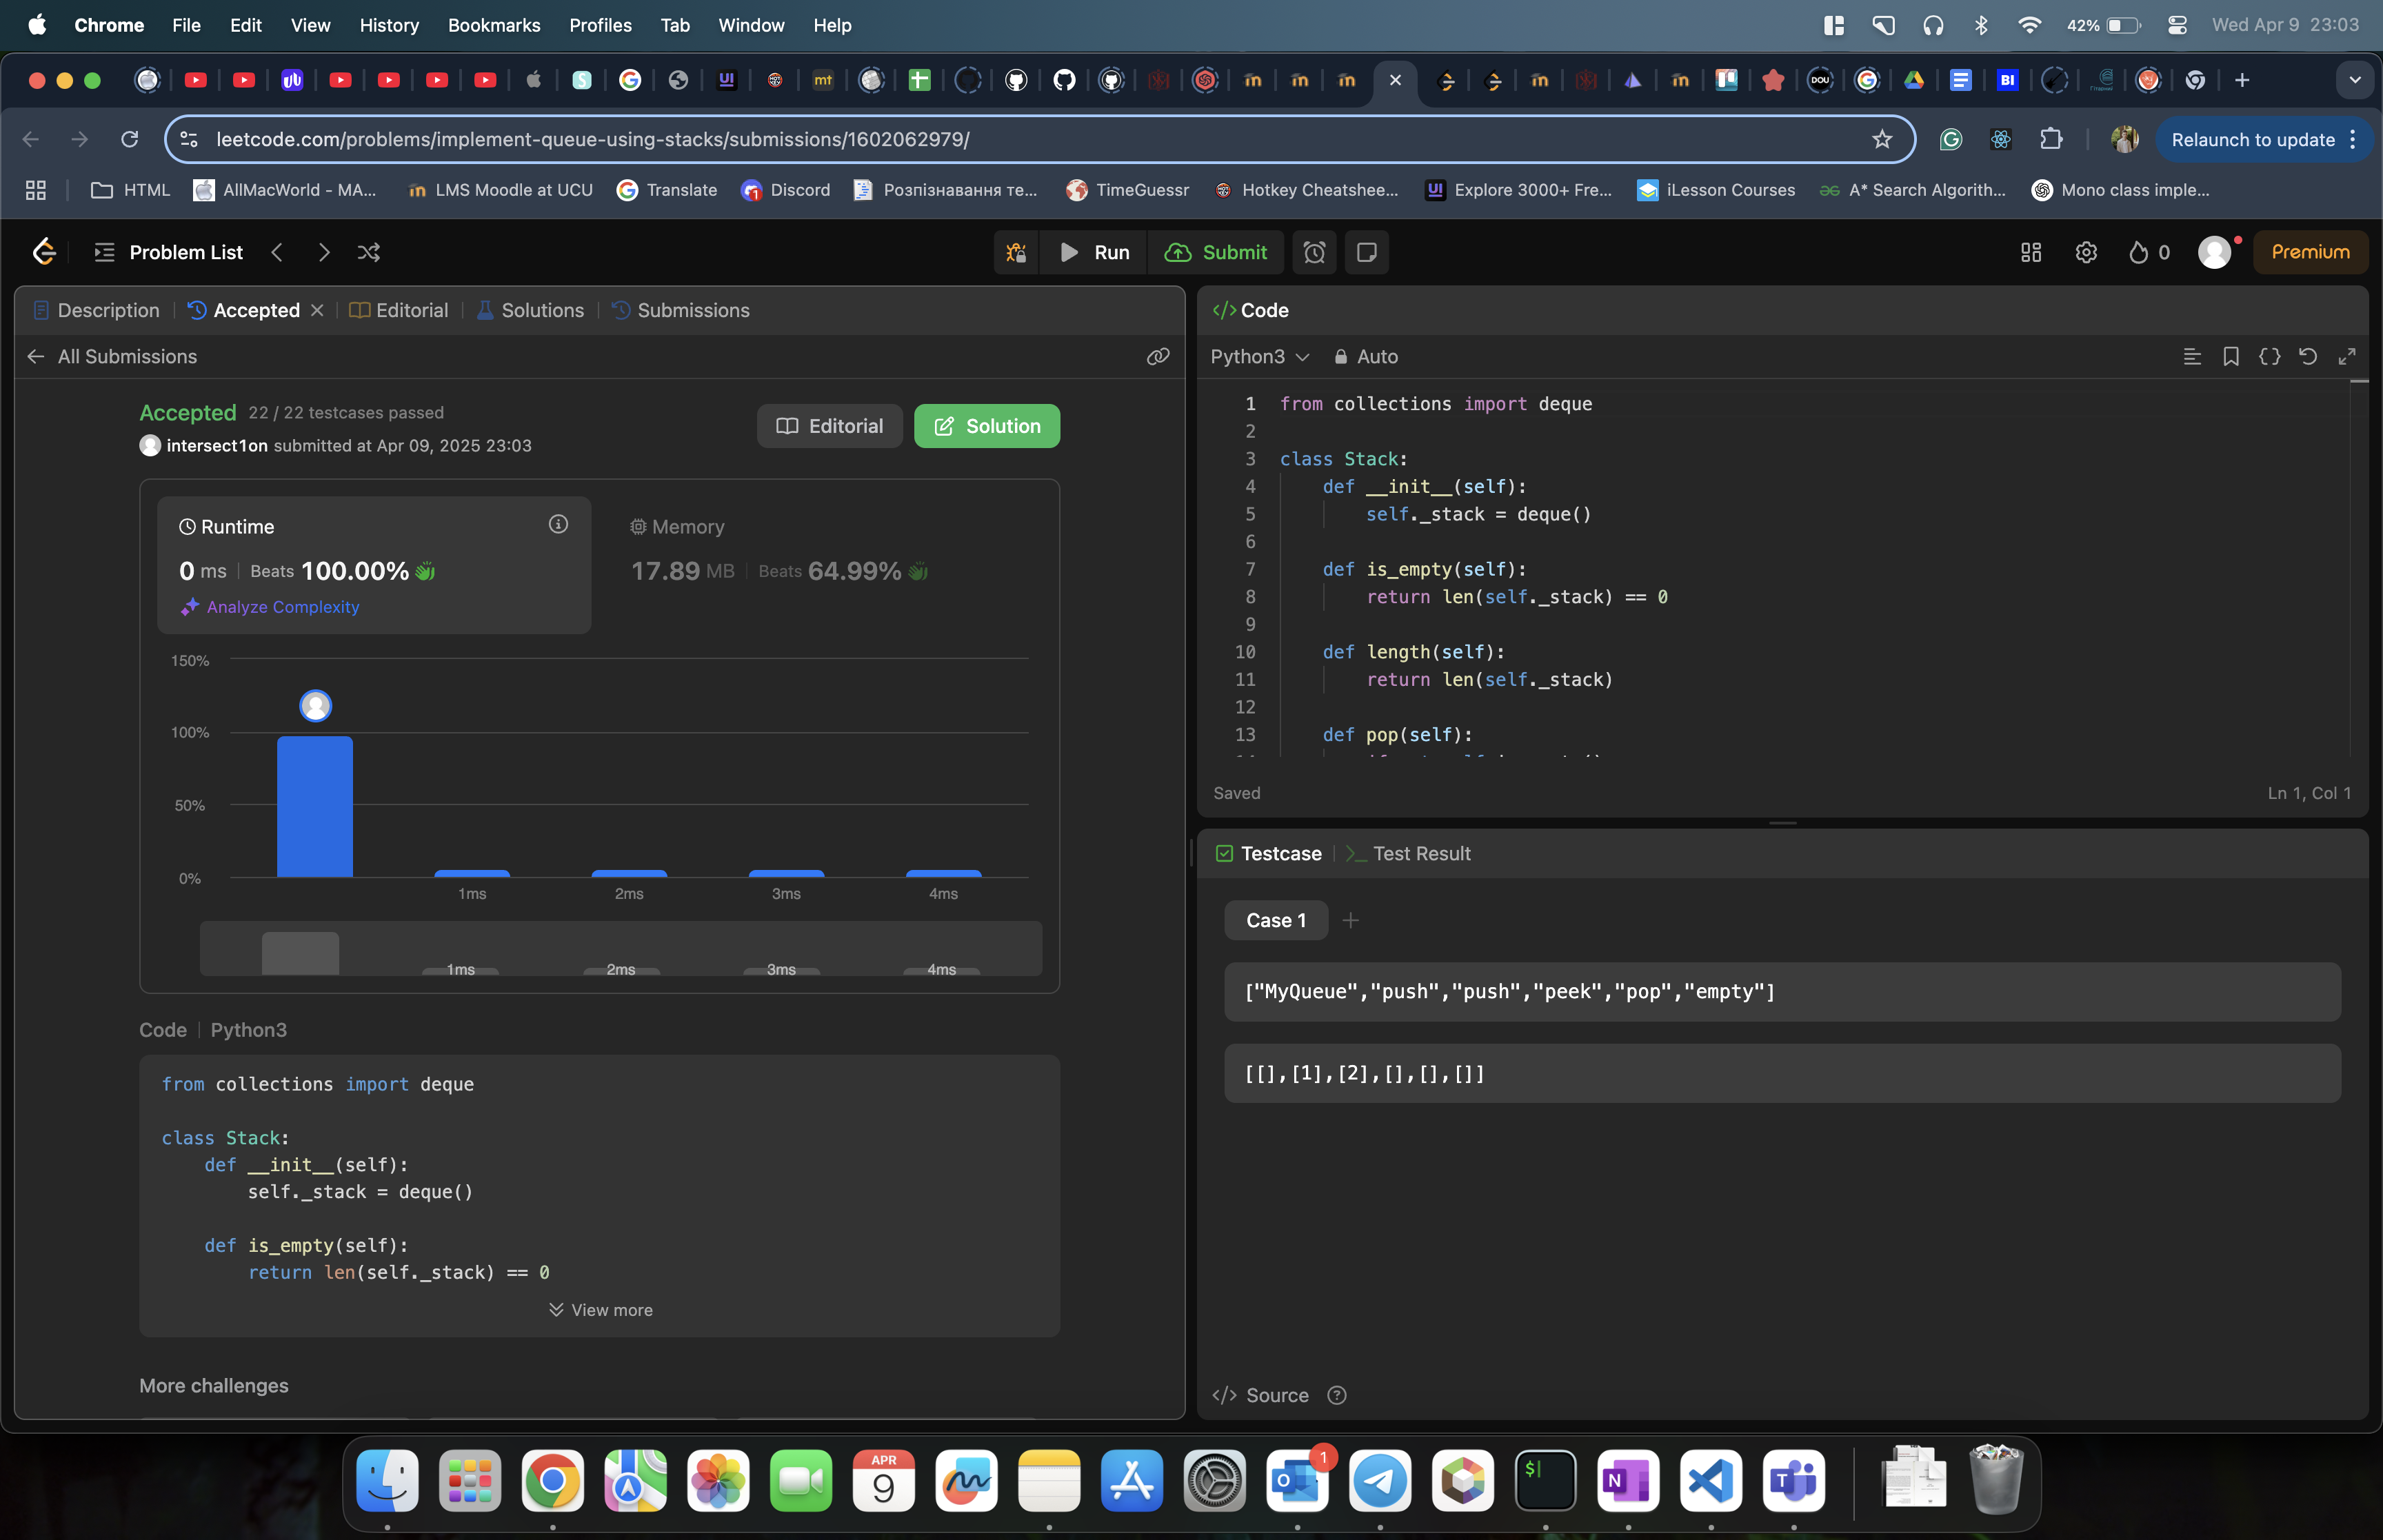 Chrome File Edit View History Bookmarks Profiles Tab Window Help 42% Wed Apr 9 23:03
leetcode.com/problems/implement-queue-using-stacks/submissions/1602062979/ Relaunch to update
HTML AllMacWorld - MA... LMS Moodle at UCU Translate Discord Розпізнавання те... TimeGuessr Hotkey Cheatshee... Explore 3000+ Fre... iLesson Courses A* Search Algorith... Mono class imple...
Problem List Run Submit 0 Premium
Description Accepted Editorial Solutions Submissions
All Submissions
Accepted 22 / 22 testcases passed
intersect1on submitted at Apr 09, 2025 23:03
Editorial Solution
Runtime
0 ms Beats 100.00%
Analyze Complexity
Memory
17.89 MB Beats 64.99%
150%
100%
50%
0%
1ms 2ms 3ms 4ms
1ms 2ms 3ms 4ms
Code Python3
from collections import deque
class Stack:
def __init__(self):
self._stack = deque()
def is_empty(self):
return len(self._stack) == 0
View more
More challenges
Code
Python3 Auto
1 from collections import deque
2
3 class Stack:
4 def __init__(self):
5 self._stack = deque()
6
7 def is_empty(self):
8 return len(self._stack) == 0
9
10 def length(self):
11 return len(self._stack)
12
13 def pop(self):
Saved Ln 1, Col 1
Testcase Test Result
Case 1
["MyQueue","push","push","peek","pop","empty"]
[[],[1],[2],[],[],[]]
Source
APR
9
1